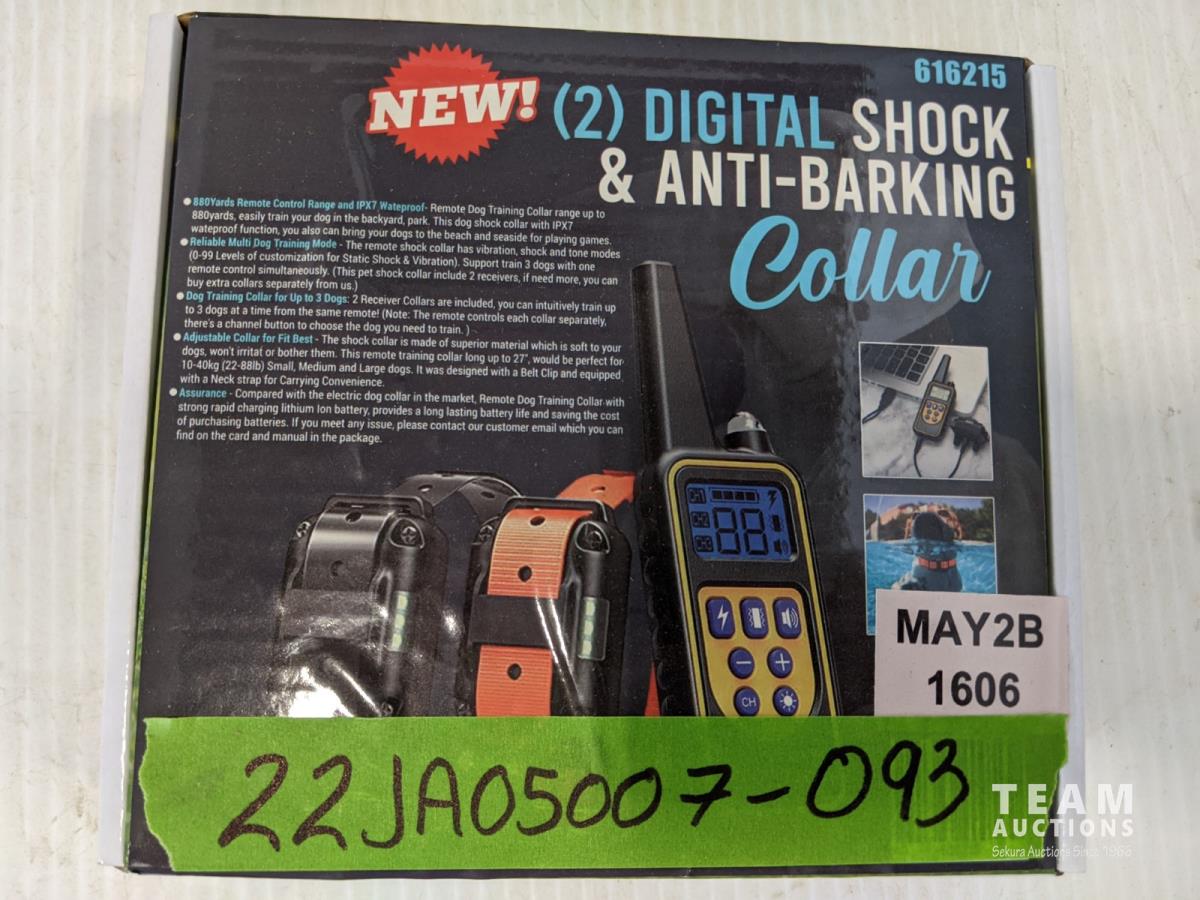 616215
NEW! (2) DIGITAL SHOCK
& ANTI-BARKING
Collar
880Yards Remote Control Range and IPX7 Wateproof- Remote Dog Training Collar range up to
880yards, easily train your dog in the backyard, park. This dog shock collar with IPX7
waterproof function, you also can bring your dogs to the beach and seaside for playing games.
Reliable Multi Dog Training Mode - The remote shock collar has vibration, shock and tone modes
(0-99 Levels of customization for Static Shock & Vibration). Support train 3 dogs with one
remote control simultaneously. (This pet shock collar include 2 receivers, if need more, you can
buy extra collars separately from us.)
Dog Training Collar for Up to 3 Dogs: 2 Receiver Collars are included, you can intuitively train up
to 3 dogs at a time from the same remote! (Note: The remote controls each collar separately,
there's a channel button to choose the dog you need to train. )
Adjustable Collar for Fit Best - The shock collar is made of superior material which is soft to your
dogs, won't irritat or bother them. This remote training collar long up to 27", would be perfect for
10-40kg (22-88lb) Small, Medium and Large dogs. It was designed with a Belt Clip and equipped
with a Neck strap for Carrying Convenience.
Assurance - Compared with the electric dog collar in the market, Remote Dog Training Collar with
strong rapid charging lithium Ion battery, provides a long lasting battery life and saving the cost
of purchasing batteries. If you meet any issue, please contact our customer email which you can
find on the card and manual in the package.
CH1
CH2
CH3
88
CH
MAY2B
1606
22JA05007-093
TEAM
AUCTIONS
Sekura Auctions Since 1966